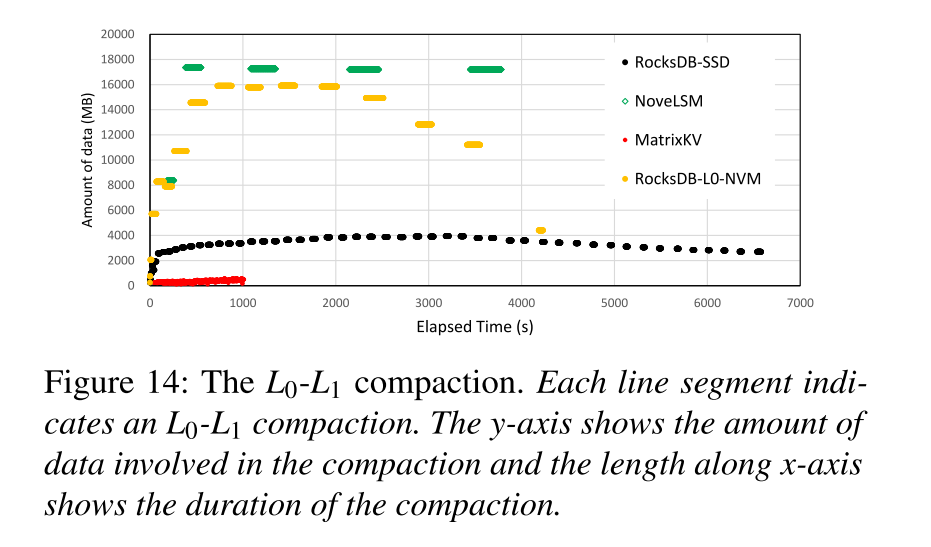 20000
18000
16000
14000
12000
10000
8000
6000
4000
2000
0
Amount of data (MB)
RocksDB-SSD
NoveLSM
MatrixKV
RocksDB-L0-NVM
0 1000 2000 3000 4000 5000 6000 7000
Elapsed Time (s)
Figure 14: The L₀-L₁ compaction. Each line segment indi-
cates an L₀-L₁ compaction. The y-axis shows the amount of
data involved in the compaction and the length along x-axis
shows the duration of the compaction.